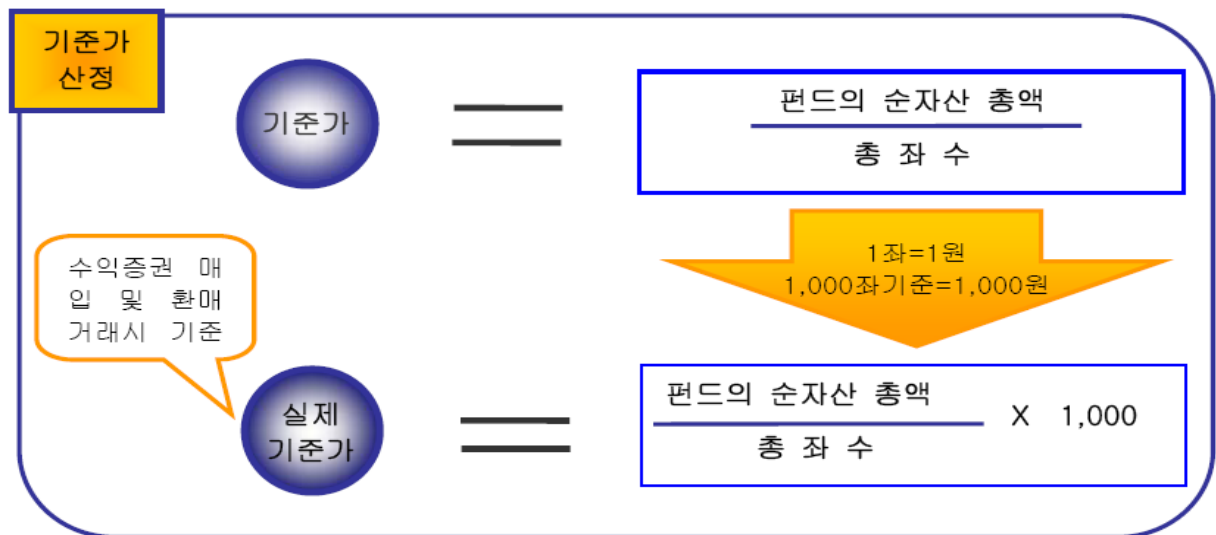 기준가
산정
기준가
펀드의 순자산 총액
총 좌 수
1좌=1원
1,000좌기준=1,000원
수익증권 매
입 및 환매
거래시 기준
실제
기준가
펀드의 순자산 총액
X 1,000
총 좌 수